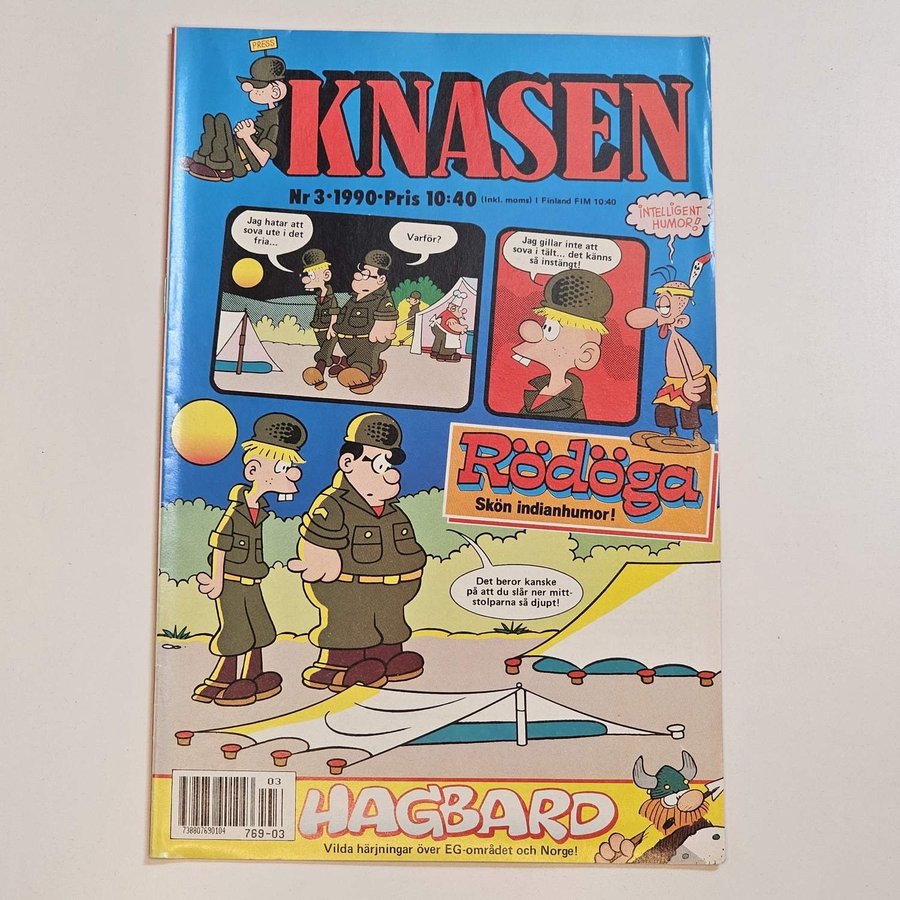 PRESS
KNASEN
Nr 3•1990•Pris 10:40 (Inkl. moms) I Finland FIM 10:40
Jag hatar att
sova ute i det
fria...
Varför?
Jag gillar inte att
sova i tält... det känns
så instängt!
INTELLIGENT
HUMOR!
Rödöga
Skön indianhumor!
Det beror kanske
på att du slår ner mitt-
stolparna så djupt!
03
738807690104
769-03
HAGBARD
Vilda härjningar över EG-området och Norge!